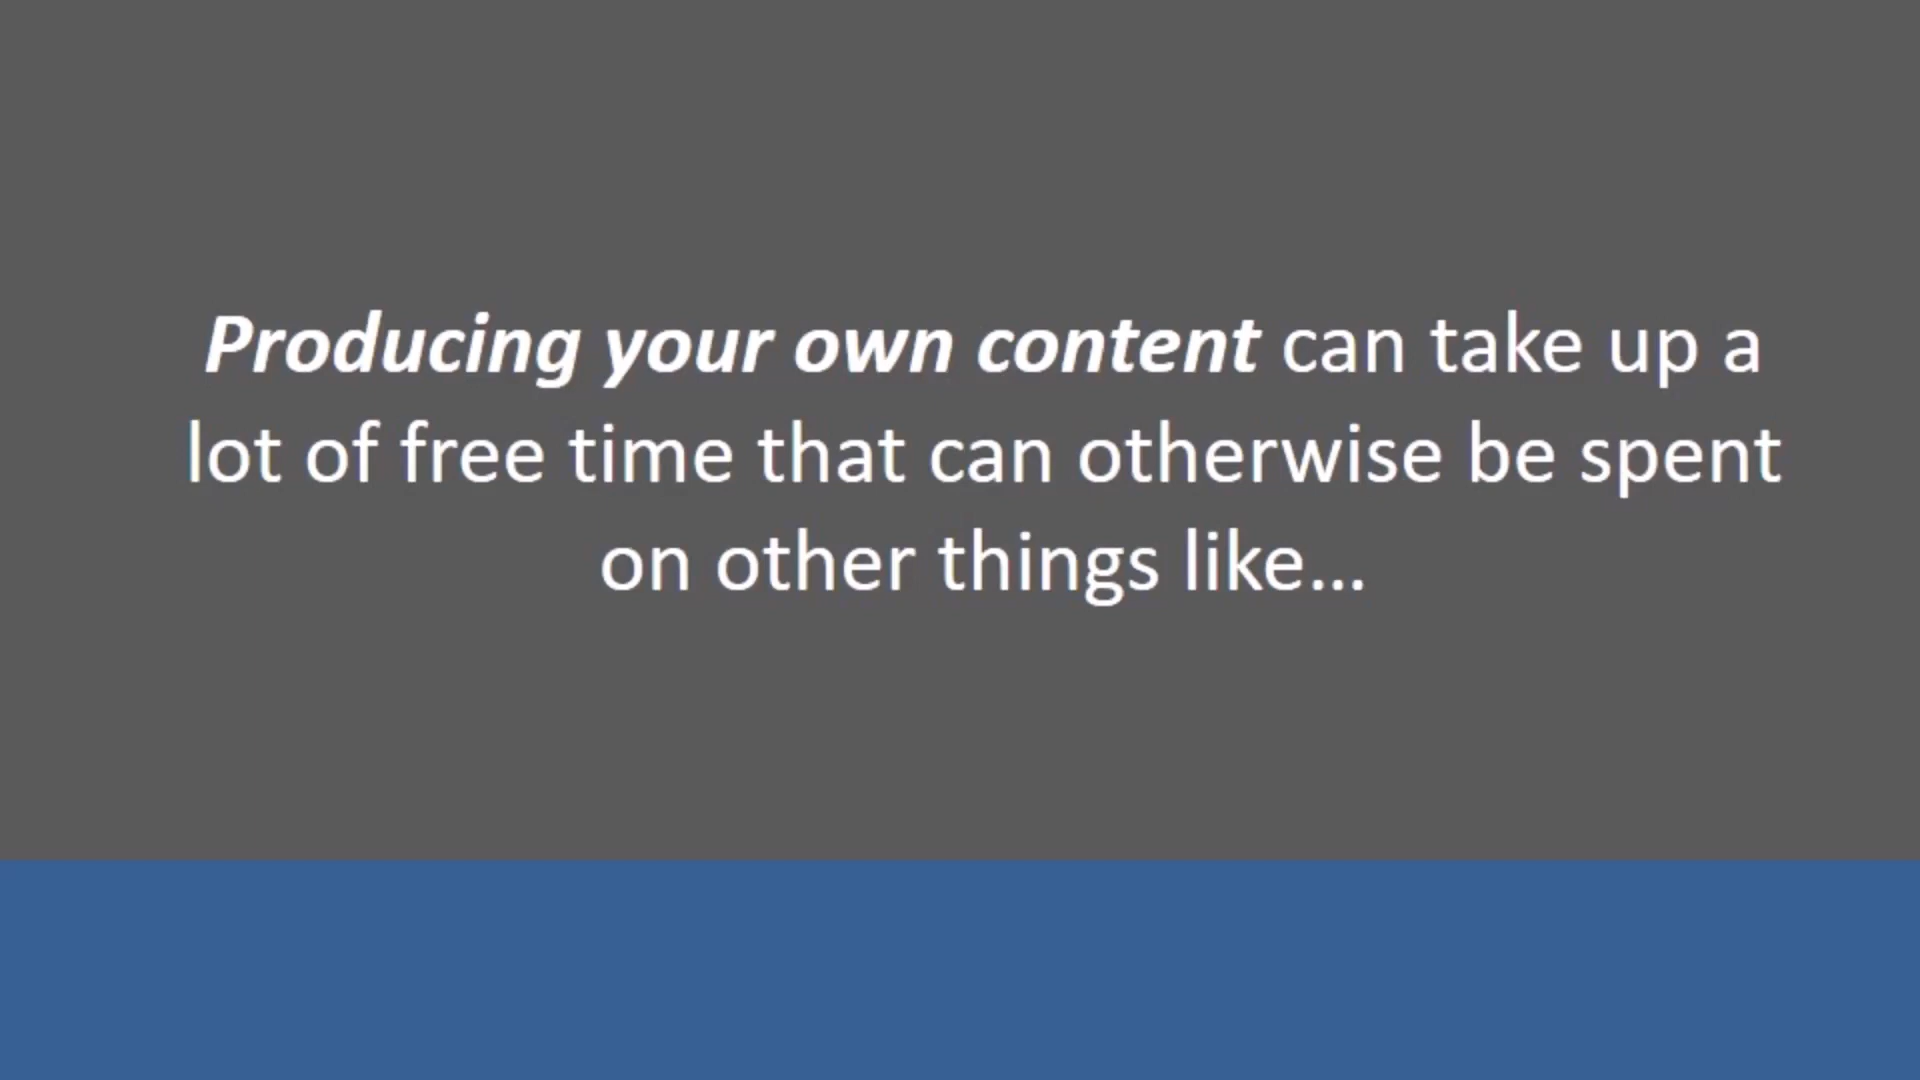 Producing your own content can take up a
lot of free time that can otherwise be spent
on other things like...